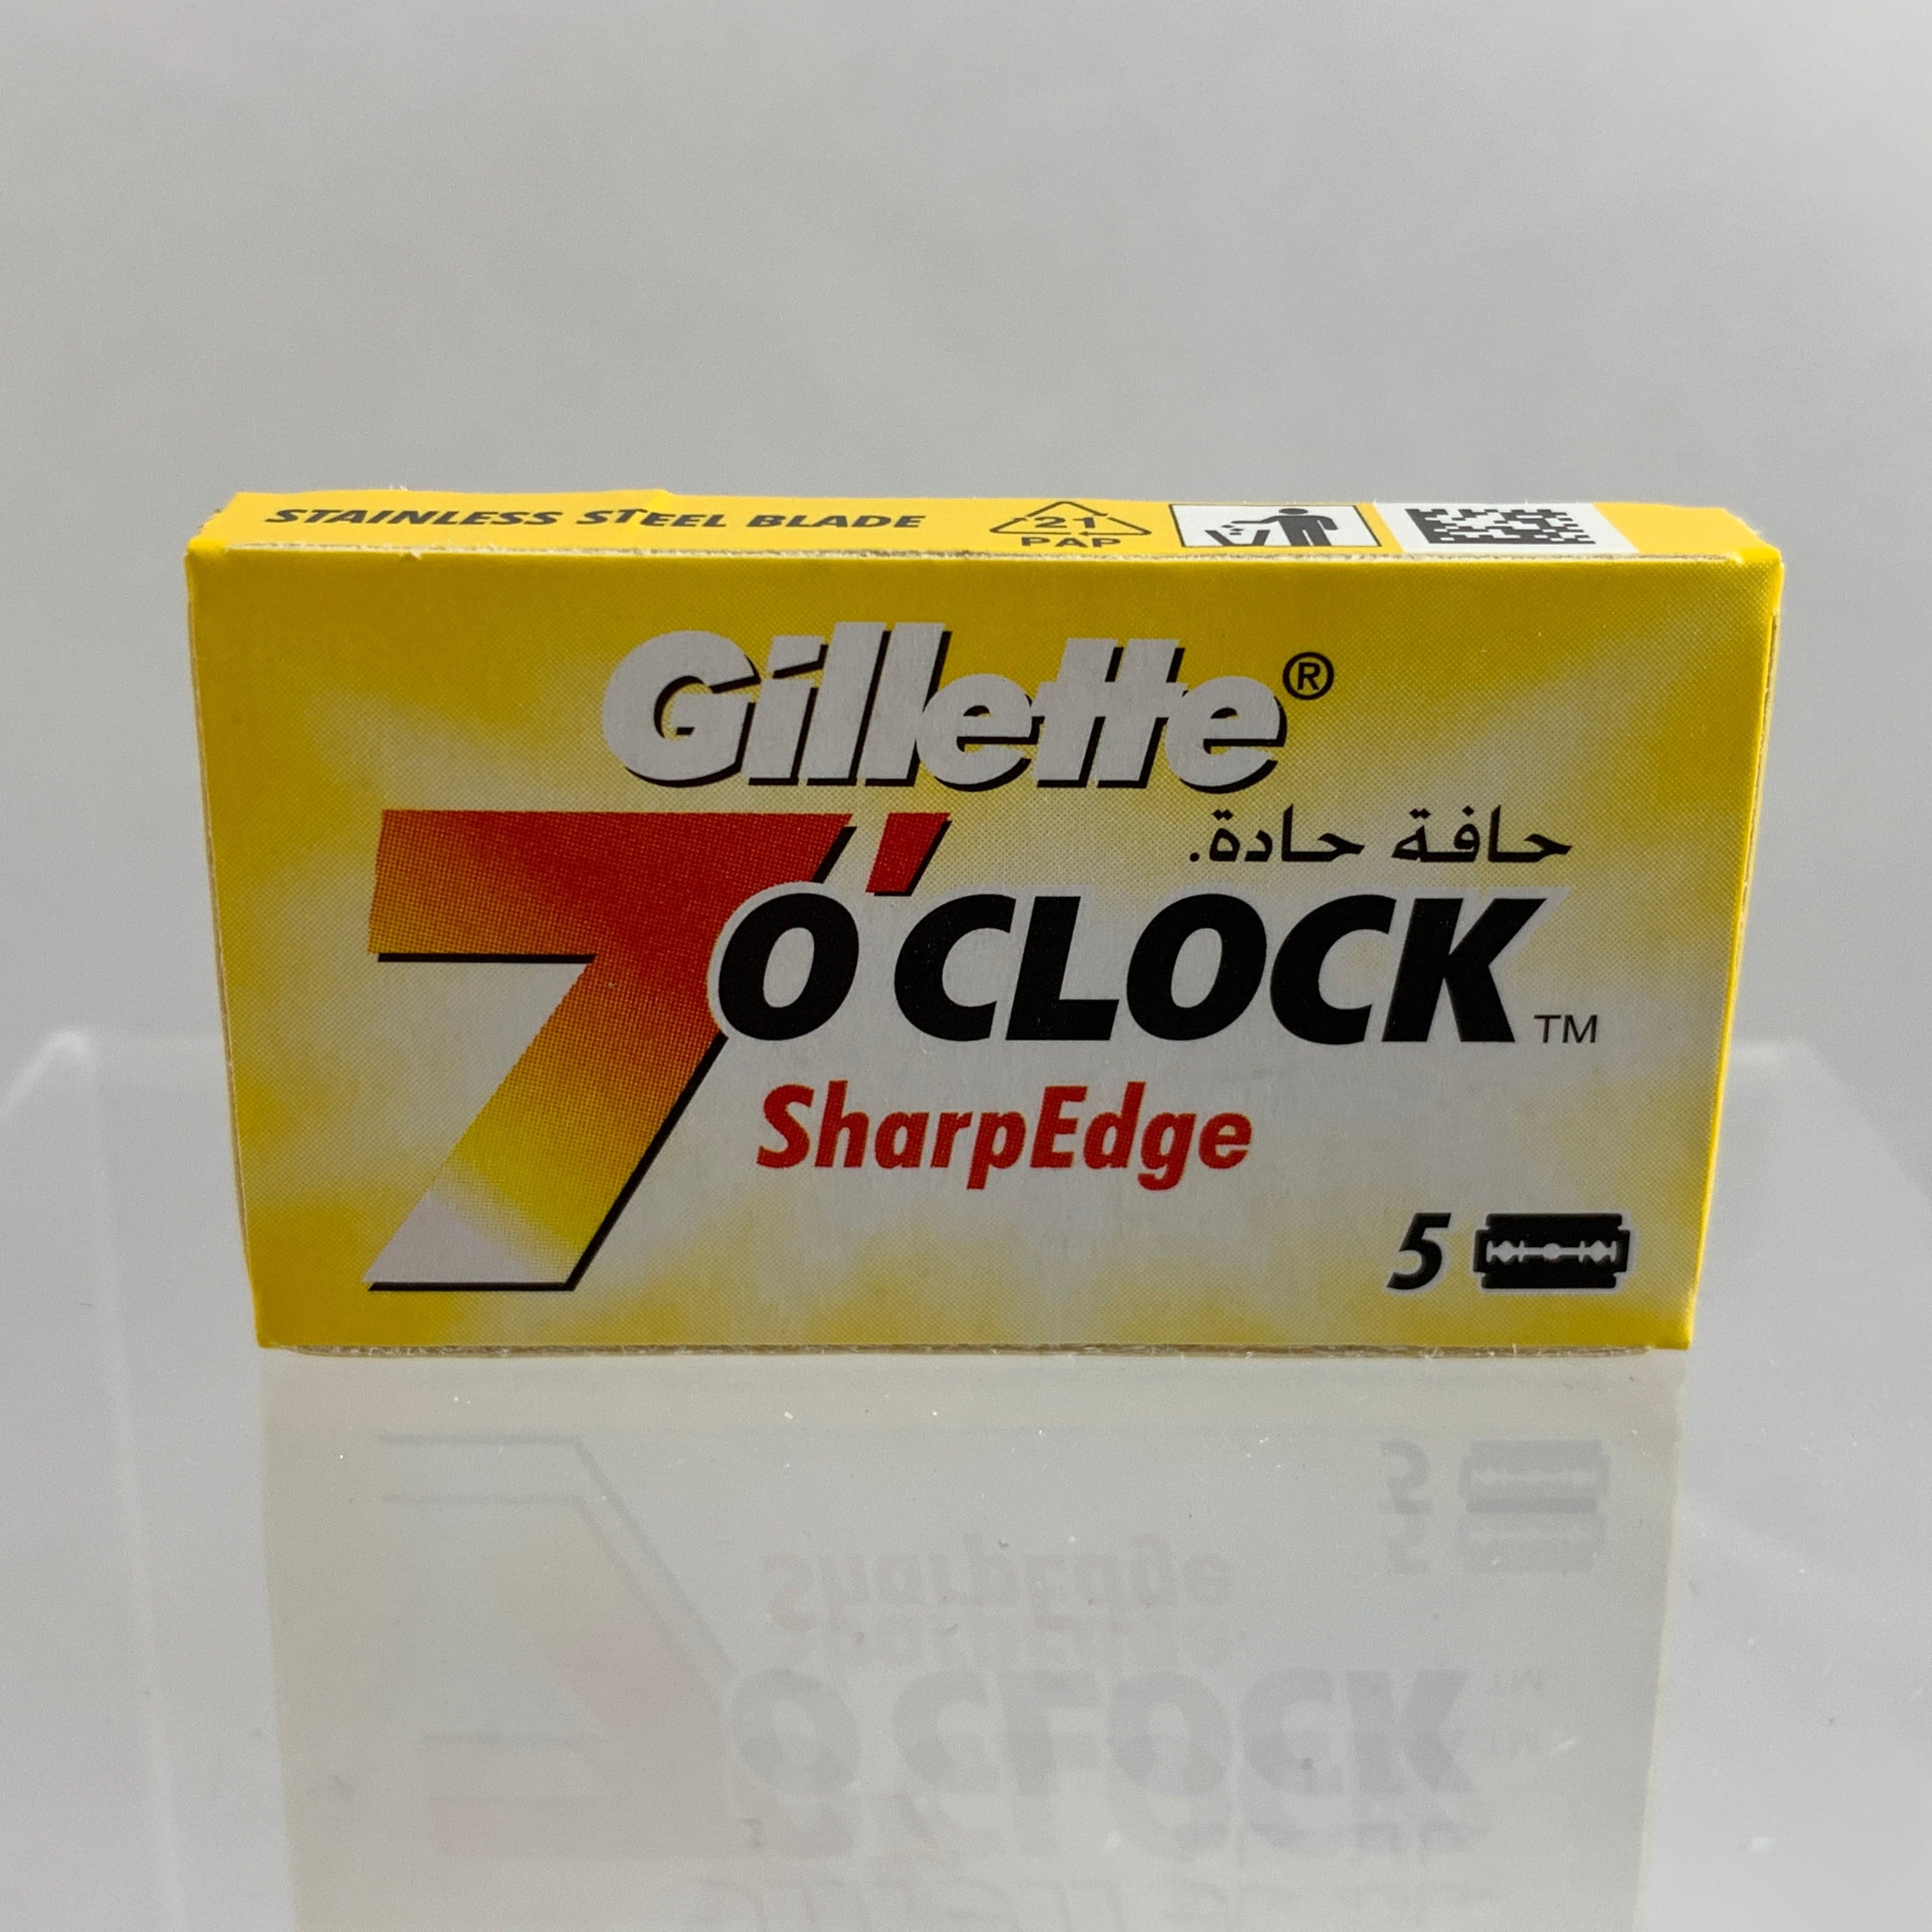 STAINLESS STEEL BLADE
21
PAP
Gillette®
حافة حادة.
7 O'CLOCK™
SharpEdge
5